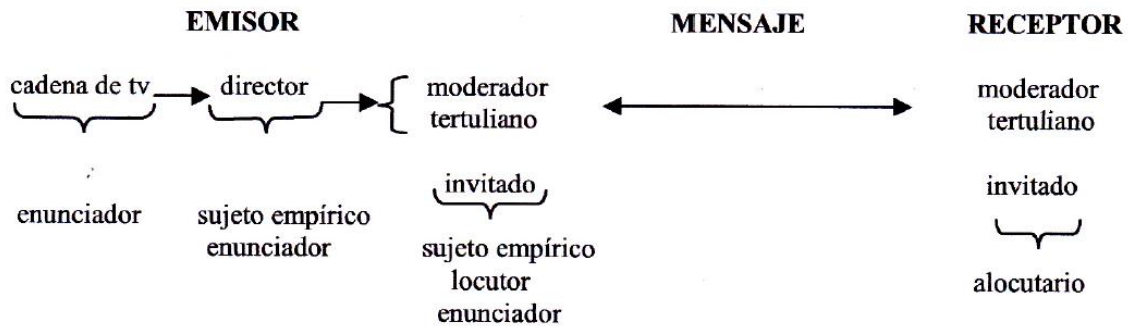 EMISOR MENSAJE RECEPTOR
cadena de tv director moderador moderador
tertuliano tertuliano
invitado invitado
enunciador sujeto empírico
enunciador
sujeto empírico
locutor
enunciador
alocutario